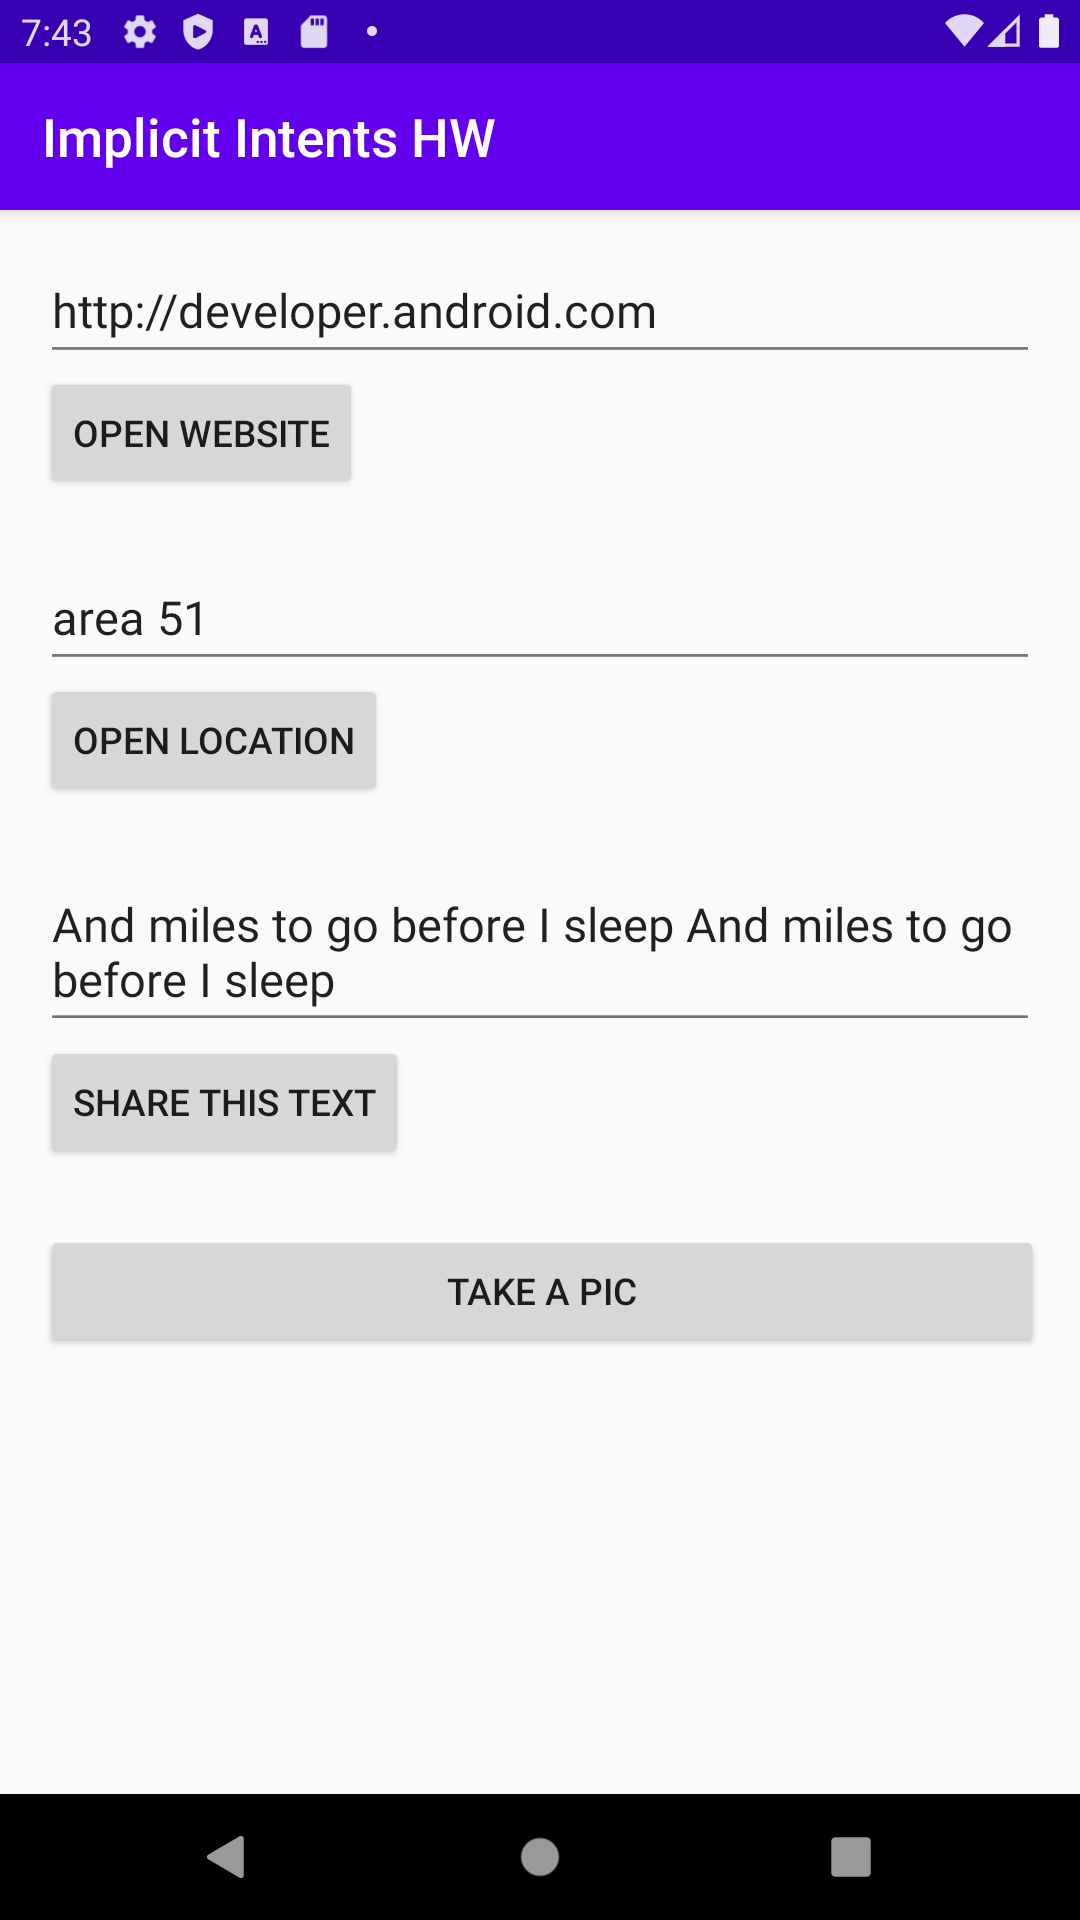 7:43
Implicit Intents HW
http://developer.android.com
OPEN WEBSITE
area 51
OPEN LOCATION
And miles to go before I sleep And miles to go
before I sleep
SHARE THIS TEXT
TAKE A PIC